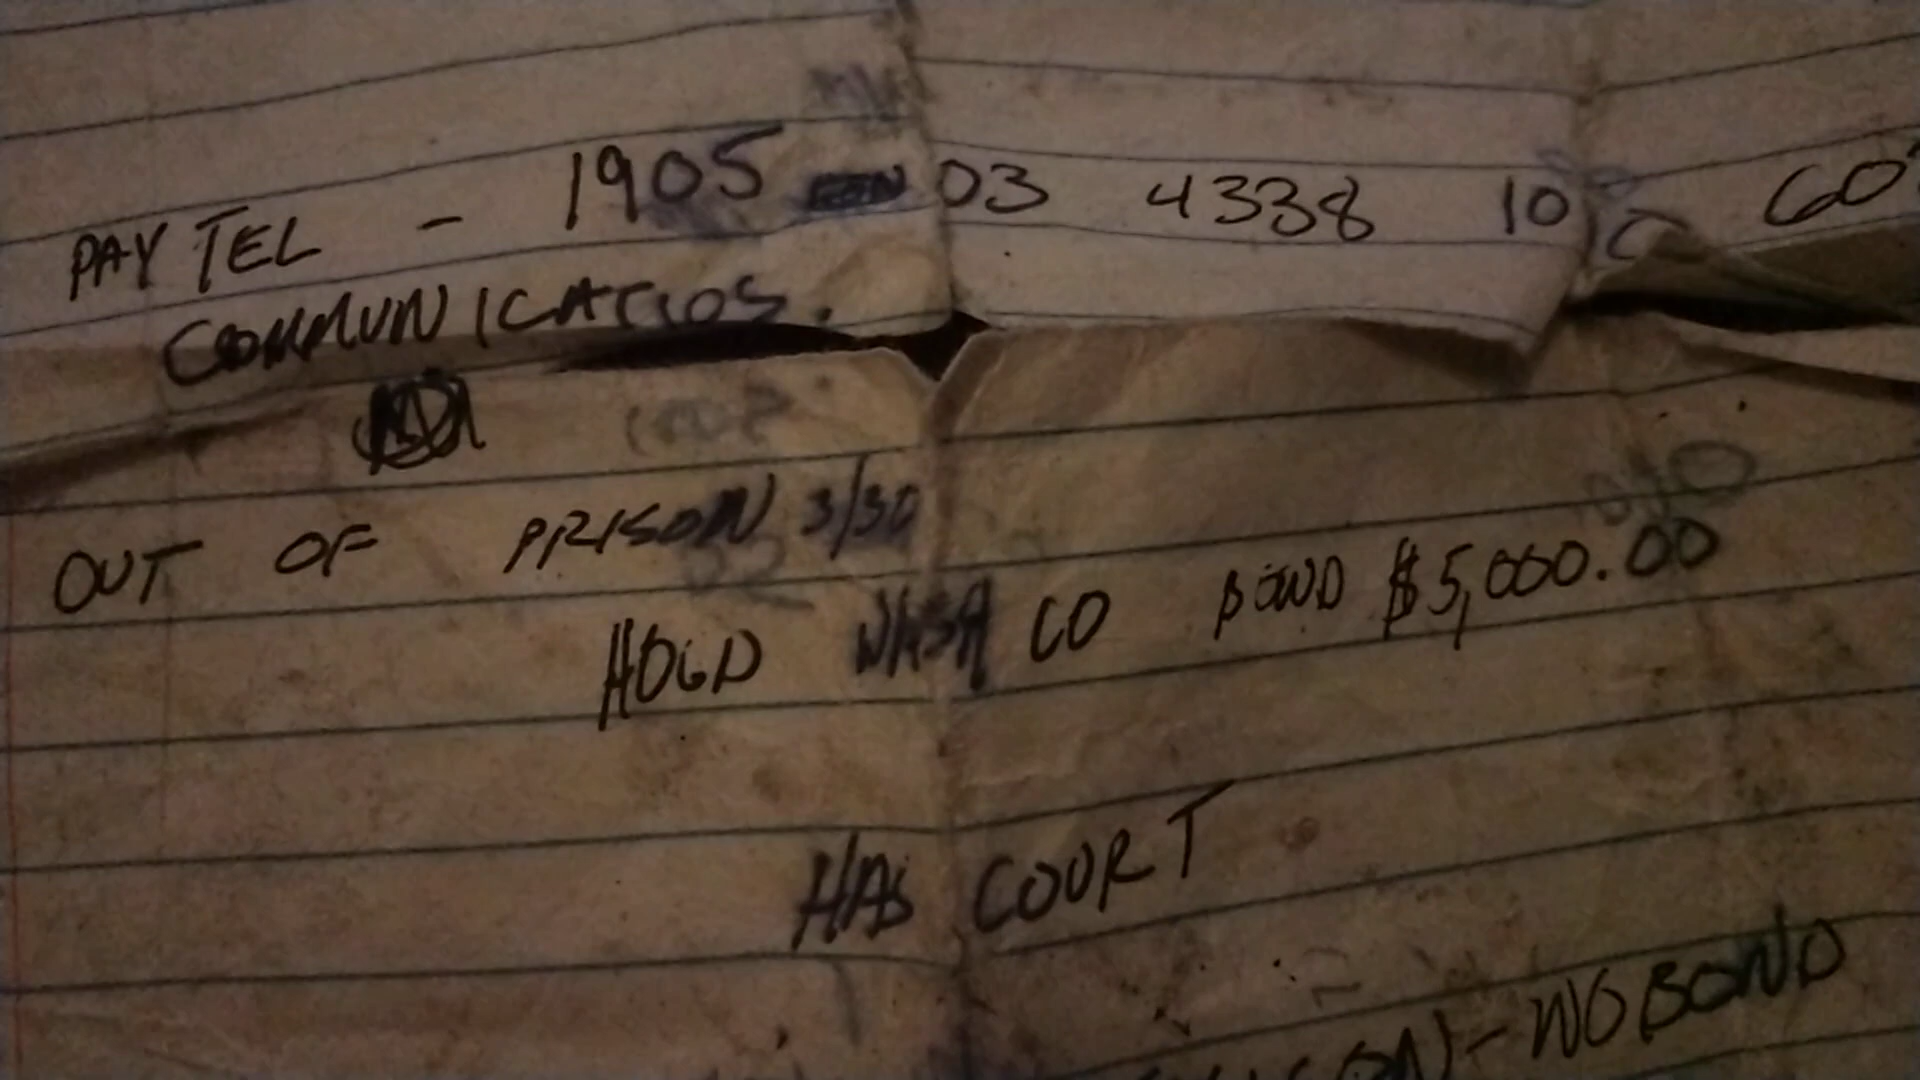 PAY TEL - 1905 03 4338 10 60
COMMUNICATIOS.
OUT OF PRISON 3/30
HOLD WASH CO BOND $5,000.00
HAS COURT
- NO BOND